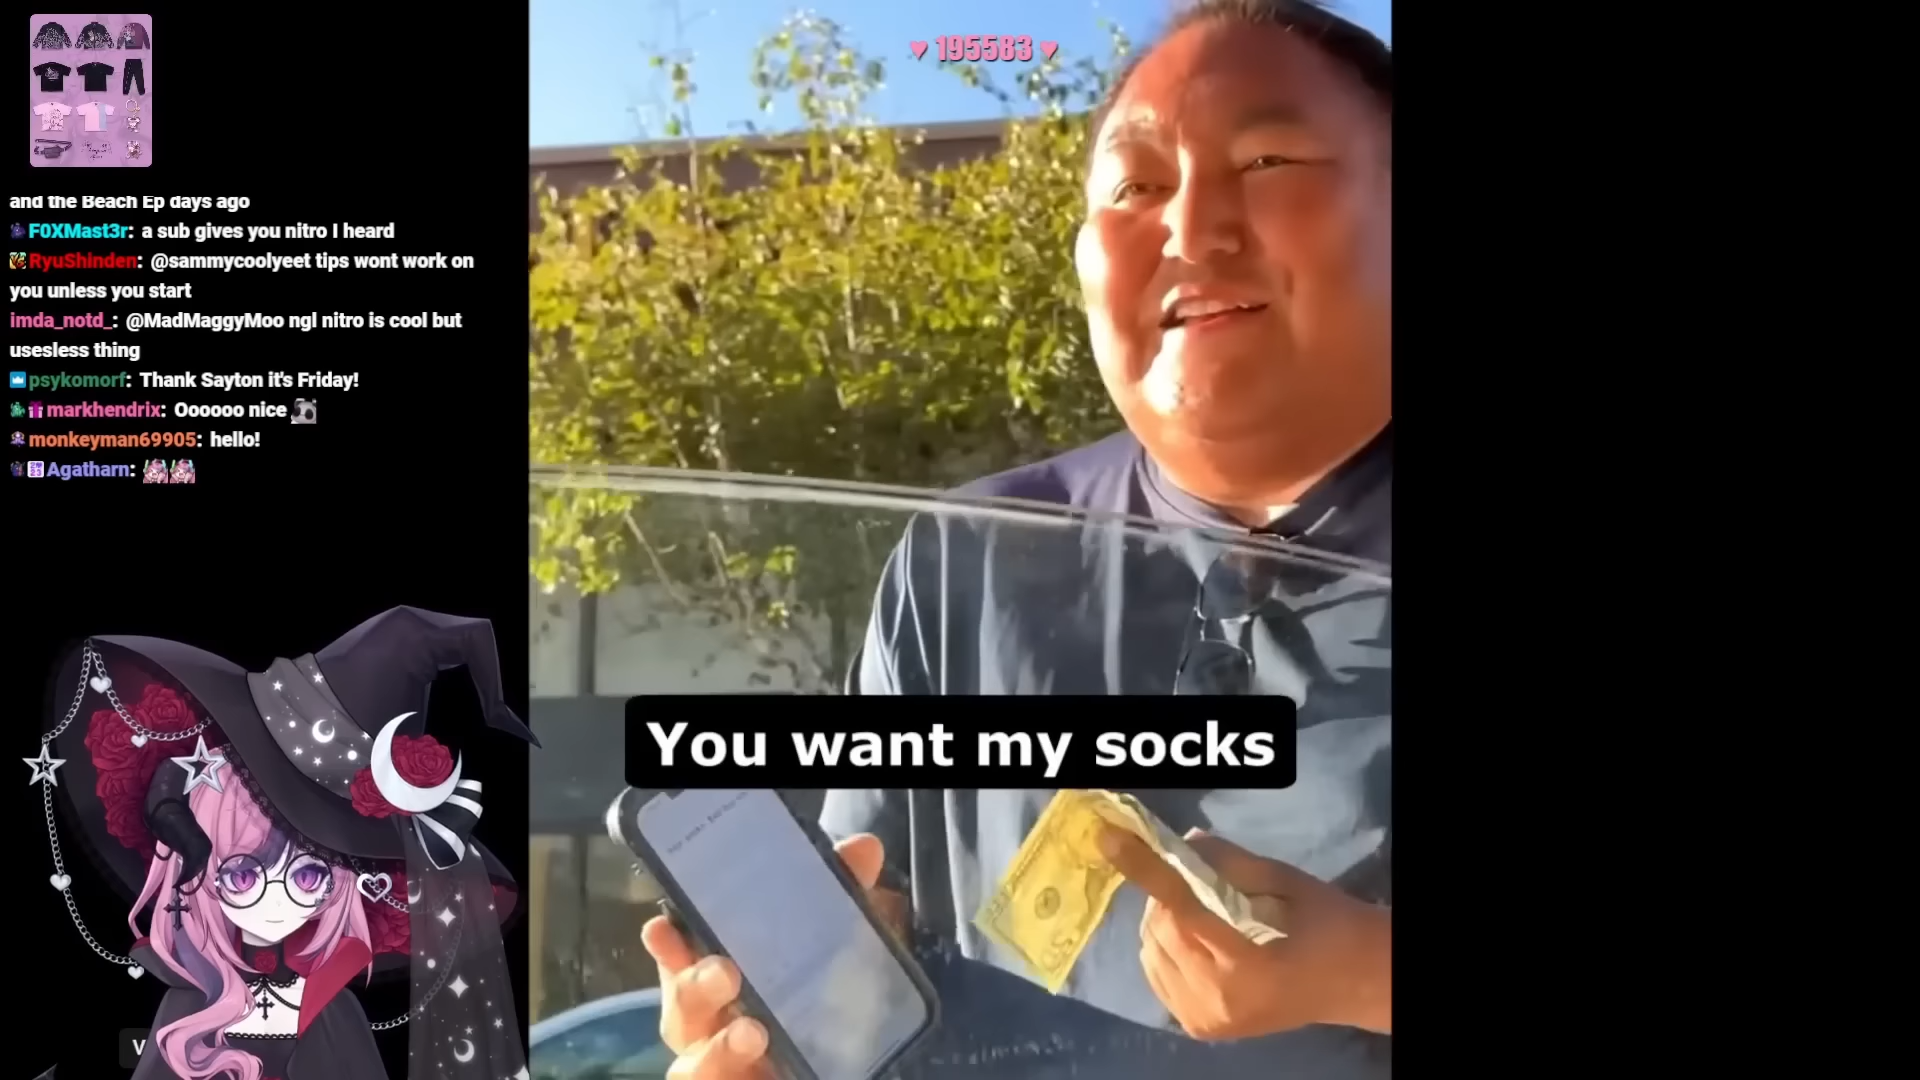 ♥ 195583 ♥
and the Beach Ep days ago
F0XMast3r: a sub gives you nitro I heard
RyuShinden: @sammycoolyeet tips wont work on
you unless you start
imda_notd_: @MadMaggyMoo ngl nitro is cool but
usesless thing
psykomorf: Thank Sayton it's Friday!
markhendrix: Oooooo nice
monkeyman69905: hello!
Agatharn:
You want my socks